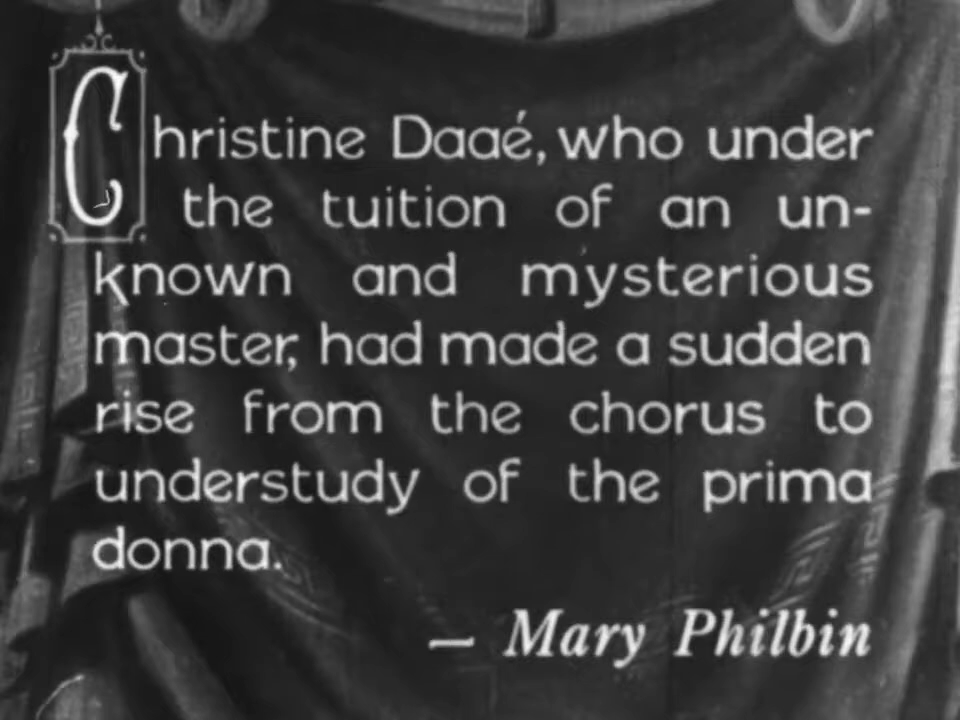 Christine Daaé, who under
the tuition of an un-
known and mysterious
master, had made a sudden
rise from the chorus to
understudy of the prima
donna.
— Mary Philbin